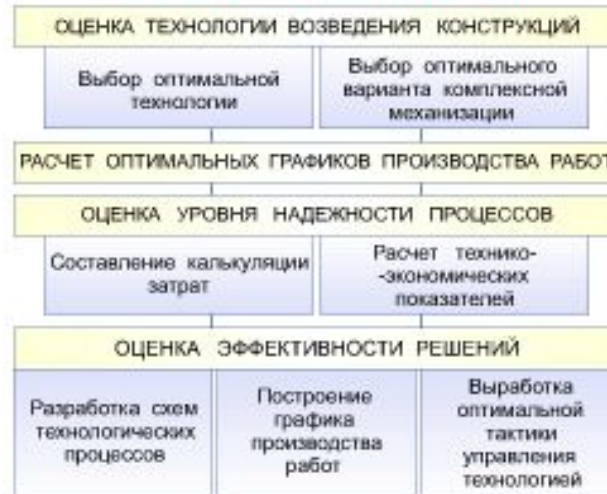 ОЦЕНКА ТЕХНОЛОГИИ ВОЗВЕДЕНИЯ КОНСТРУКЦИЙ
Выбор оптимальной
технологии
Выбор оптимального
варианта комплексной
механизации
РАСЧЕТ ОПТИМАЛЬНЫХ ГРАФИКОВ ПРОИЗВОДСТВА РАБОТ
ОЦЕНКА УРОВНЯ НАДЕЖНОСТИ ПРОЦЕССОВ
Составление калькуляции
затрат
Расчет технико-
-экономических
показателей
ОЦЕНКА ЭФФЕКТИВНОСТИ РЕШЕНИЙ
Разработка схем
технологических
процессов
Построение
графика
производства
работ
Выработка
оптимальной
тактики
управления
технологией